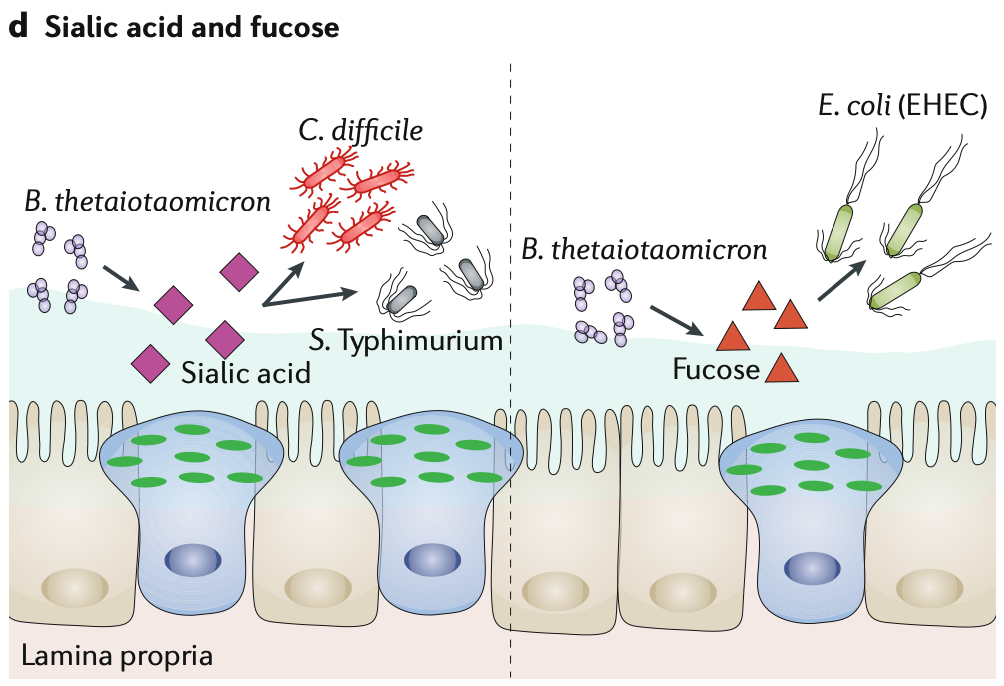 d Sialic acid and fucose
C. difficile
B. thetaiotaomicron
S. Typhimurium
Sialic acid
E. coli (EHEC)
B. thetaiotaomicron
Fucose
Lamina propria